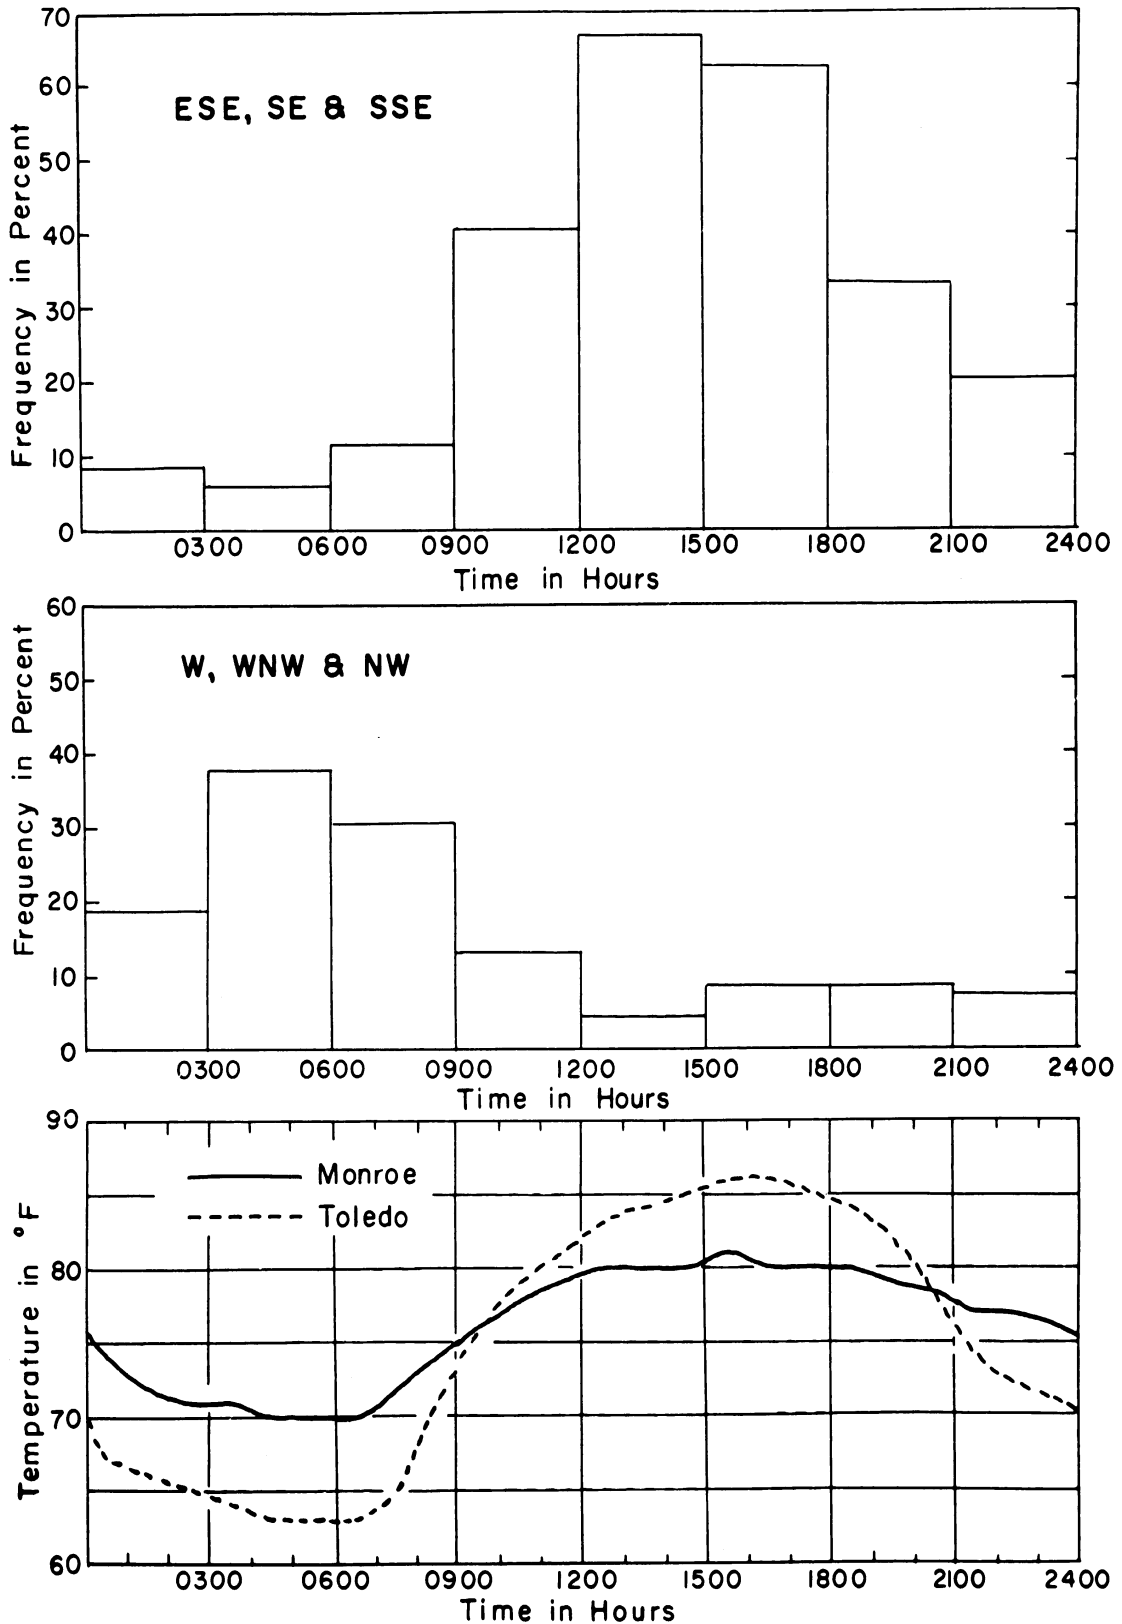 70
60
50
40
30
20
10
0
Frequency in Percent
ESE, SE & SSE
0300 0600 0900 1200 1500 1800 2100 2400
Time in Hours
60
50
40
30
20
10
0
Frequency in Percent
W, WNW & NW
0300 0600 0900 1200 1500 1800 2100 2400
Time in Hours
90
80
70
60
Temperature in °F
Monroe
Toledo
0300 0600 0900 1200 1500 1800 2100 2400
Time in Hours